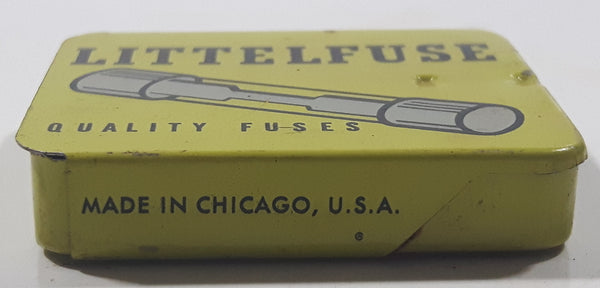 LITTELFUSE
QUALITY FUSES
MADE IN CHICAGO, U.S.A.